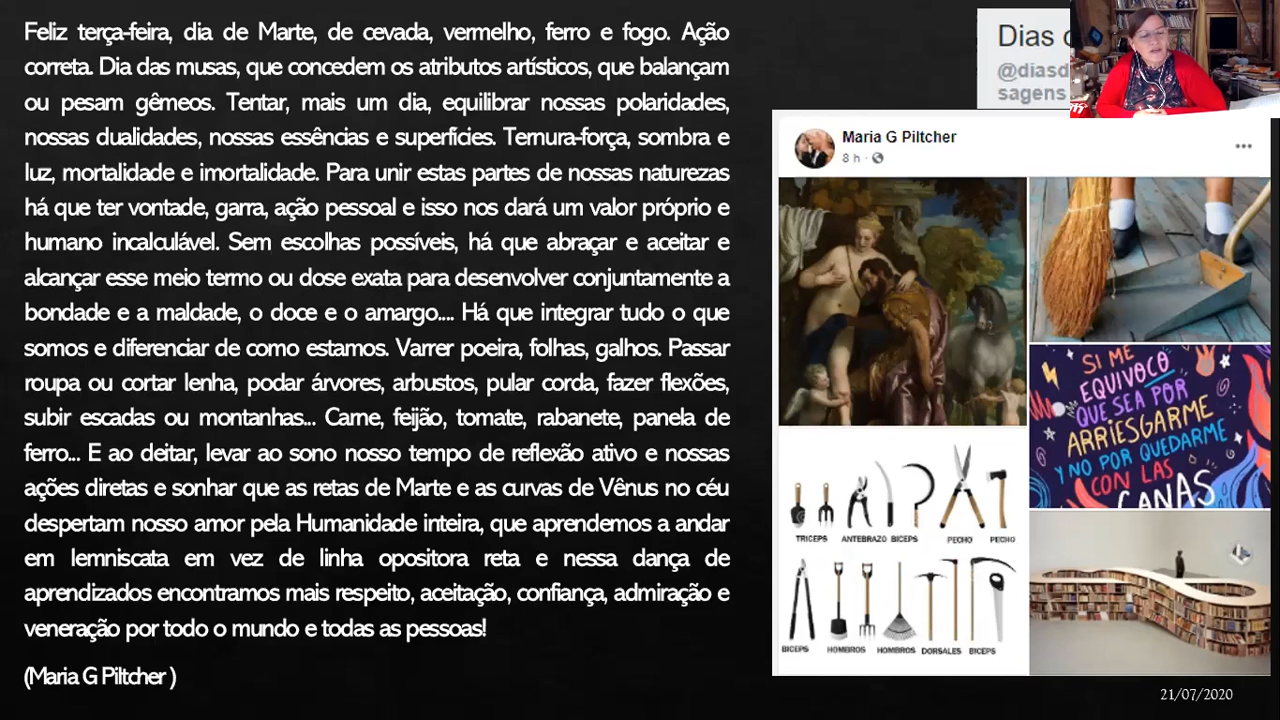 Feliz terça-feira, dia de Marte, de cevada, vermelho, ferro e fogo. Ação
correta. Dia das musas, que concedem os atributos artísticos, que balançam
ou pesam gêmeos. Tentar, mais um dia, equilibrar nossas polaridades,
nossas dualidades, nossas essências e superfícies. Ternura-força, sombra e
luz, mortalidade e imortalidade. Para unir estas partes de nossas naturezas
há que ter vontade, garra, ação pessoal e isso nos dará um valor próprio e
humano incalculável. Sem escolhas possíveis, há que abraçar e aceitar e
alcançar esse meio termo ou dose exata para desenvolver conjuntamente a
bondade e a maldade, o doce e o amargo.... Há que integrar tudo o que
somos e diferenciar de como estamos. Varrer poeira, folhas, galhos. Passar
roupa ou cortar lenha, podar árvores, arbustos, pular corda, fazer flexões,
subir escadas ou montanhas... Carne, feijão, tomate, rabanete, panela de
ferro... E ao deitar, levar ao sono nosso tempo de reflexão ativo e nossas
ações diretas e sonhar que as retas de Marte e as curvas de Vênus no céu
despertam nosso amor pela Humanidade inteira, que aprendemos a andar
em lemniscata em vez de linha opositora reta e nessa dança de
aprendizados encontramos mais respeito, aceitação, confiança, admiração e
veneração por todo o mundo e todas as pessoas!
(Maria G Piltcher )
Dias
@diasd
sagens
Maria G Piltcher
8 h ·
SI ME
EQUIVOCO
QUE SEA POR
ARRIESGARME
Y NO POR QUEDARME
CON LAS
GANAS
TRICEPS ANTEBRAZO BICEPS PECHO PECHO
BICEPS HOMBROS HOMBROS DORSALES BICEPS
21/07/2020